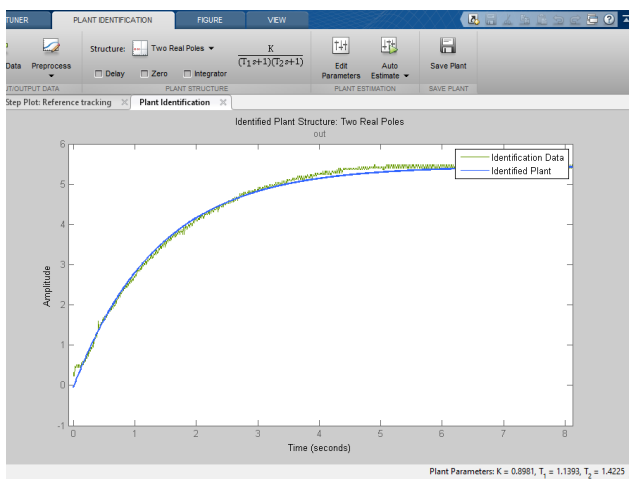 TUNER PLANT IDENTIFICATION FIGURE VIEW
Structure: Two Real Poles
K
(T1s+1)(T2s+1)
Data Preprocess
Delay Zero Integrator
Edit Parameters
Auto Estimate
Save Plant
UT/OUTPUT DATA PLANT STRUCTURE PLANT ESTIMATION SAVE PLANT
Step Plot: Reference tracking Plant Identification
Identified Plant Structure: Two Real Poles
out
Identification Data
Identified Plant
6
5
4
3
2
1
0
-1
Amplitude
0 1 2 3 4 5 6 7 8
Time (seconds)
Plant Parameters: K = 0.8981, T1 = 1.1393, T2 = 1.4225